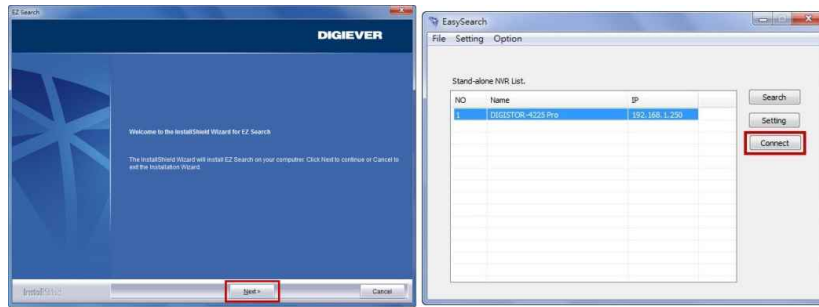 EZ Search
DIGIEVER
Welcome to the InstallShield Wizard for EZ Search
The InstallShield Wizard will install EZ Search on your computer. Click Next to continue or Cancel to
exit the Installation Wizard.
InstallShield
Next >
Cancel
EasySearch
File Setting Option
Stand-alone NVR List.
NO Name IP
1 DIGISTOR-4225 Pro 192.168.1.250
Search
Setting
Connect